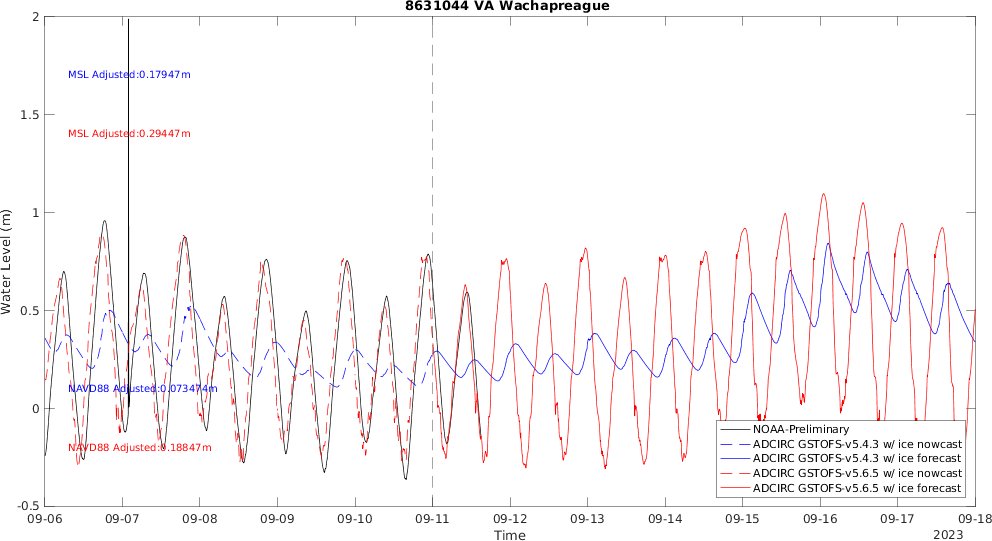 8631044 VA Wachapreague
Water Level (m)
2
1.5
1
0.5
0
-0.5
MSL Adjusted:0.17947m
MSL Adjusted:0.29447m
NAVD88 Adjusted:0.073474m
NAVD88 Adjusted:0.18847m
NOAA-Preliminary
ADCIRC GSTOFS-v5.4.3 w/ ice nowcast
ADCIRC GSTOFS-v5.4.3 w/ ice forecast
ADCIRC GSTOFS-v5.6.5 w/ ice nowcast
ADCIRC GSTOFS-v5.6.5 w/ ice forecast
09-06 09-07 09-08 09-09 09-10 09-11 09-12 09-13 09-14 09-15 09-16 09-17 09-18
Time
2023